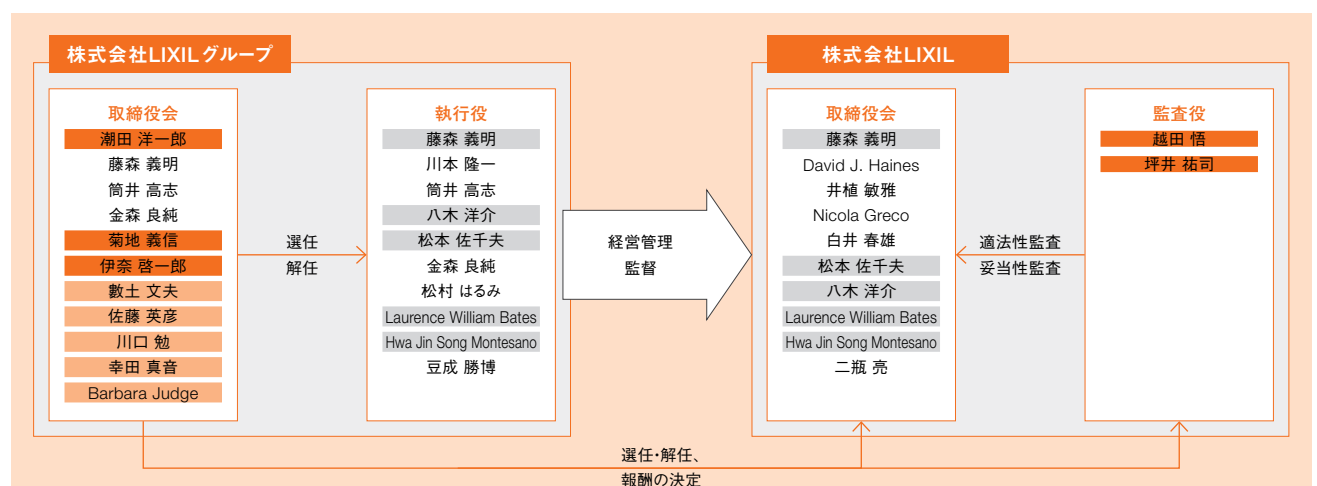 株式会社LIXILグループ
取締役会
潮田 洋一郎
藤森 義明
筒井 高志
金森 良純
菊地 義信
伊奈 啓一郎
數土 文夫
佐藤 英彦
川口 勉
幸田 真音
Barbara Judge
選任
解任
執行役
藤森 義明
川本 隆一
筒井 高志
八木 洋介
松本 佐千夫
金森 良純
松村 はるみ
Laurence William Bates
Hwa Jin Song Montesano
豆成 勝博
経営管理
監督
株式会社LIXIL
取締役会
藤森 義明
David J. Haines
井植 敏雅
Nicola Greco
白井 春雄
松本 佐千夫
八木 洋介
Laurence William Bates
Hwa Jin Song Montesano
二瓶 亮
適法性監査
妥当性監査
監査役
越田 悟
坪井 祐司
選任・解任、
報酬の決定